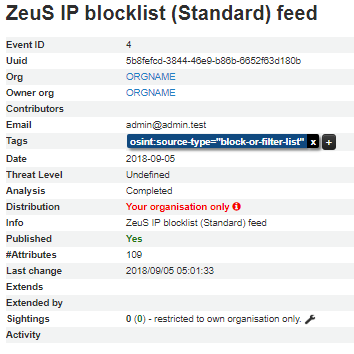 ZeuS IP blocklist (Standard) feed
Event ID 4
Uuid 5b8fefcd-3844-46e9-b86b-6652f63d180b
Org ORGNAME
Owner org ORGNAME
Contributors
Email admin@admin.test
Tags osint:source-type="block-or-filter-list" x +
Date 2018-09-05
Threat Level Undefined
Analysis Completed
Distribution Your organisation only
Info ZeuS IP blocklist (Standard) feed
Published Yes
#Attributes 109
Last change 2018/09/05 05:01:33
Extends
Extended by
Sightings 0 (0) - restricted to own organisation only.
Activity